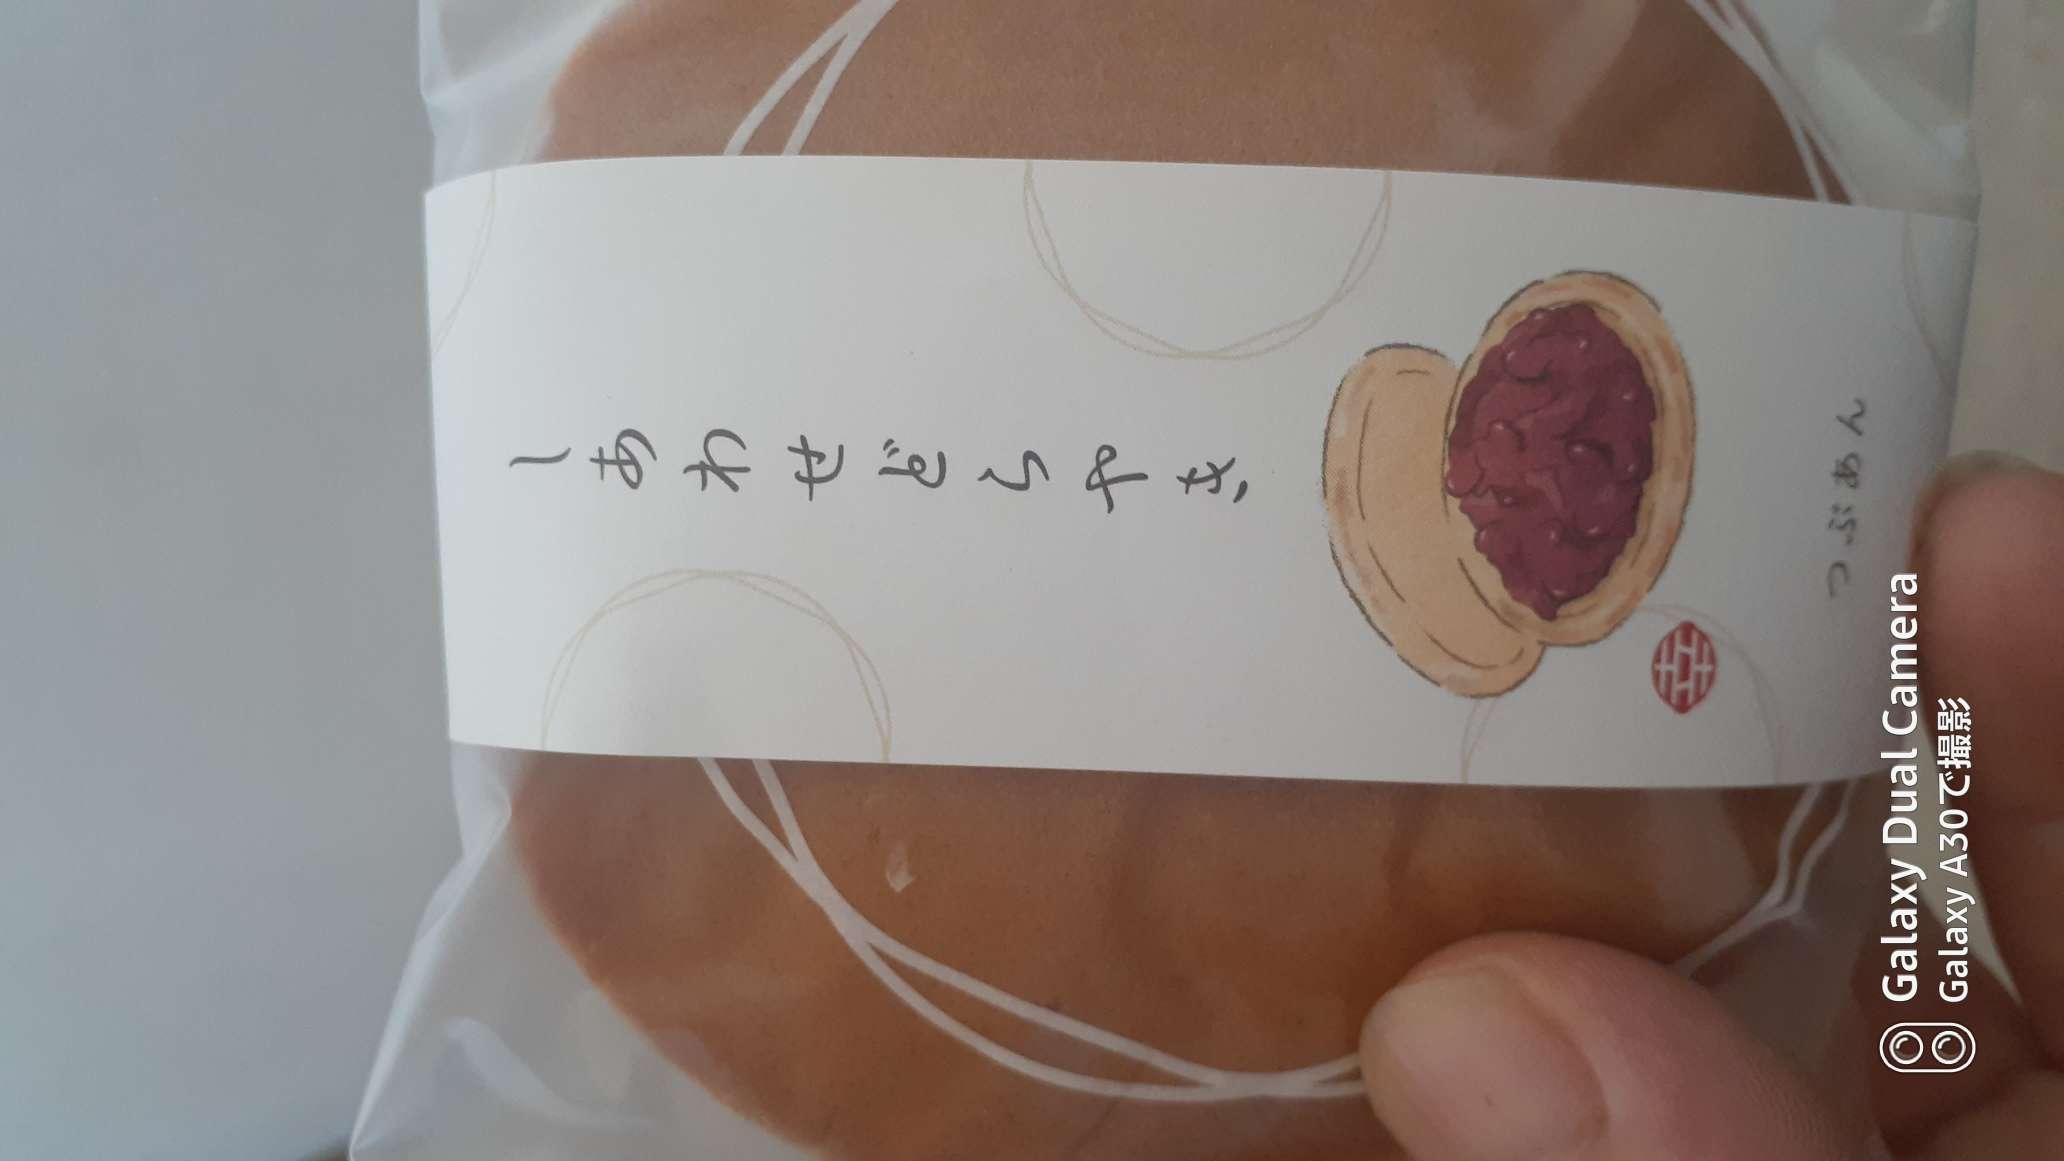 しあわせどらやき
つぶあん
幸
Galaxy Dual Camera
Galaxy A30で撮影